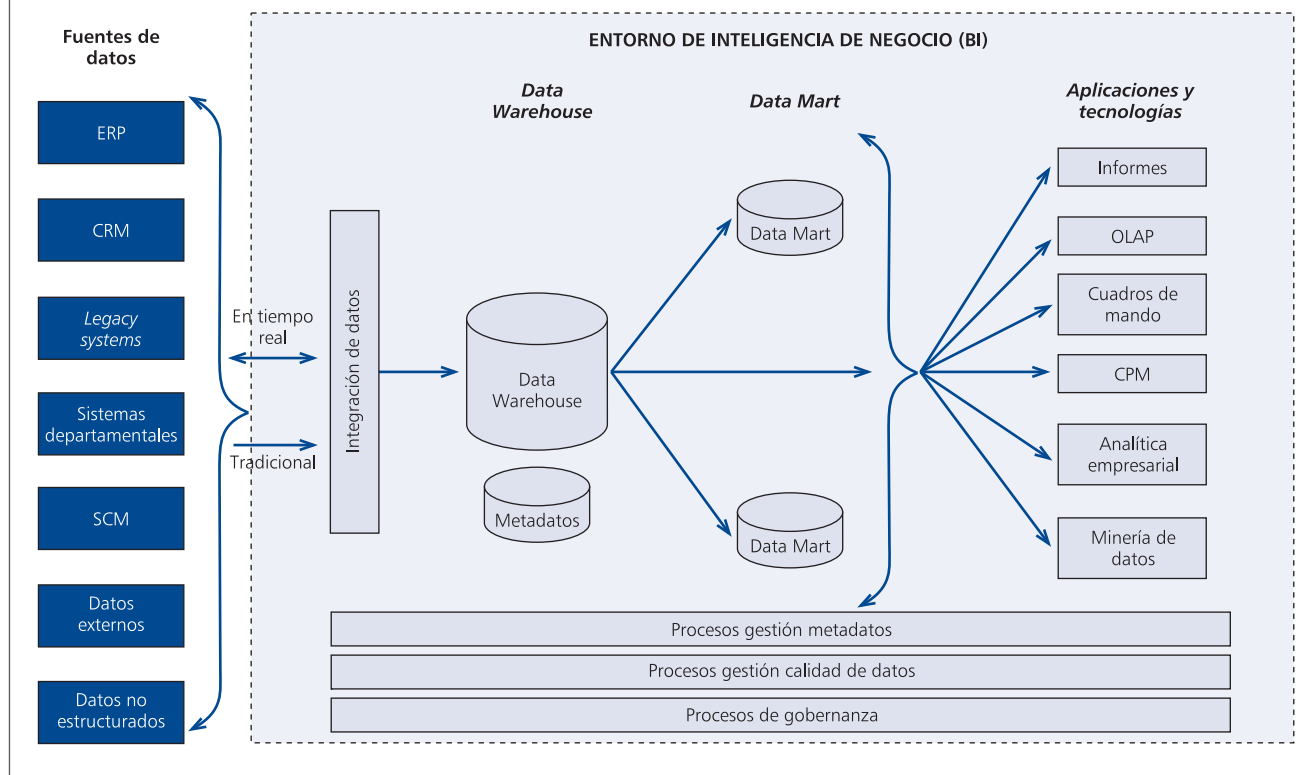 Fuentes de
datos
ERP
CRM
Legacy
systems
Sistemas
departamentales
SCM
Datos
externos
Datos no
estructurados
ENTORNO DE INTELIGENCIA DE NEGOCIO (BI)
En tiempo
real
Tradicional
Integración de datos
Data
Warehouse
Data
Warehouse
Metadatos
Data Mart
Data Mart
Data Mart
Aplicaciones y
tecnologías
Informes
OLAP
Cuadros de
mando
CPM
Analítica
empresarial
Minería de
datos
Procesos gestión metadatos
Procesos gestión calidad de datos
Procesos de gobernanza